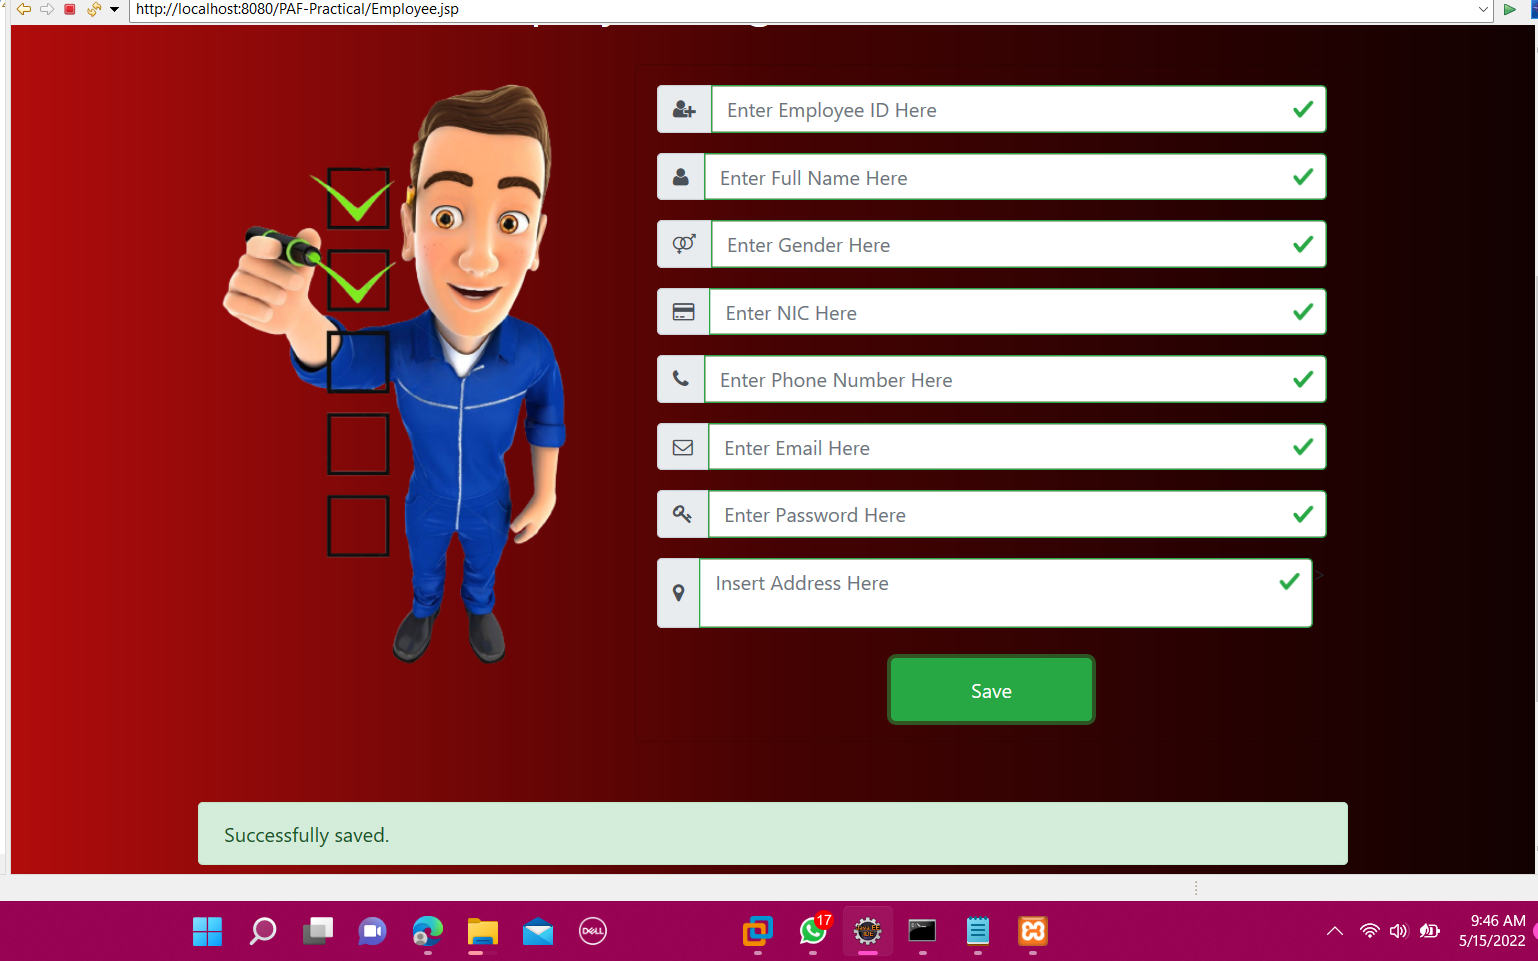 http://localhost:8080/PAF-Practical/Employee.jsp
Enter Employee ID Here
Enter Full Name Here
Enter Gender Here
Enter NIC Here
Enter Phone Number Here
Enter Email Here
Enter Password Here
Insert Address Here
>
Save
Successfully saved.
DELL
17
9:46 AM
5/15/2022